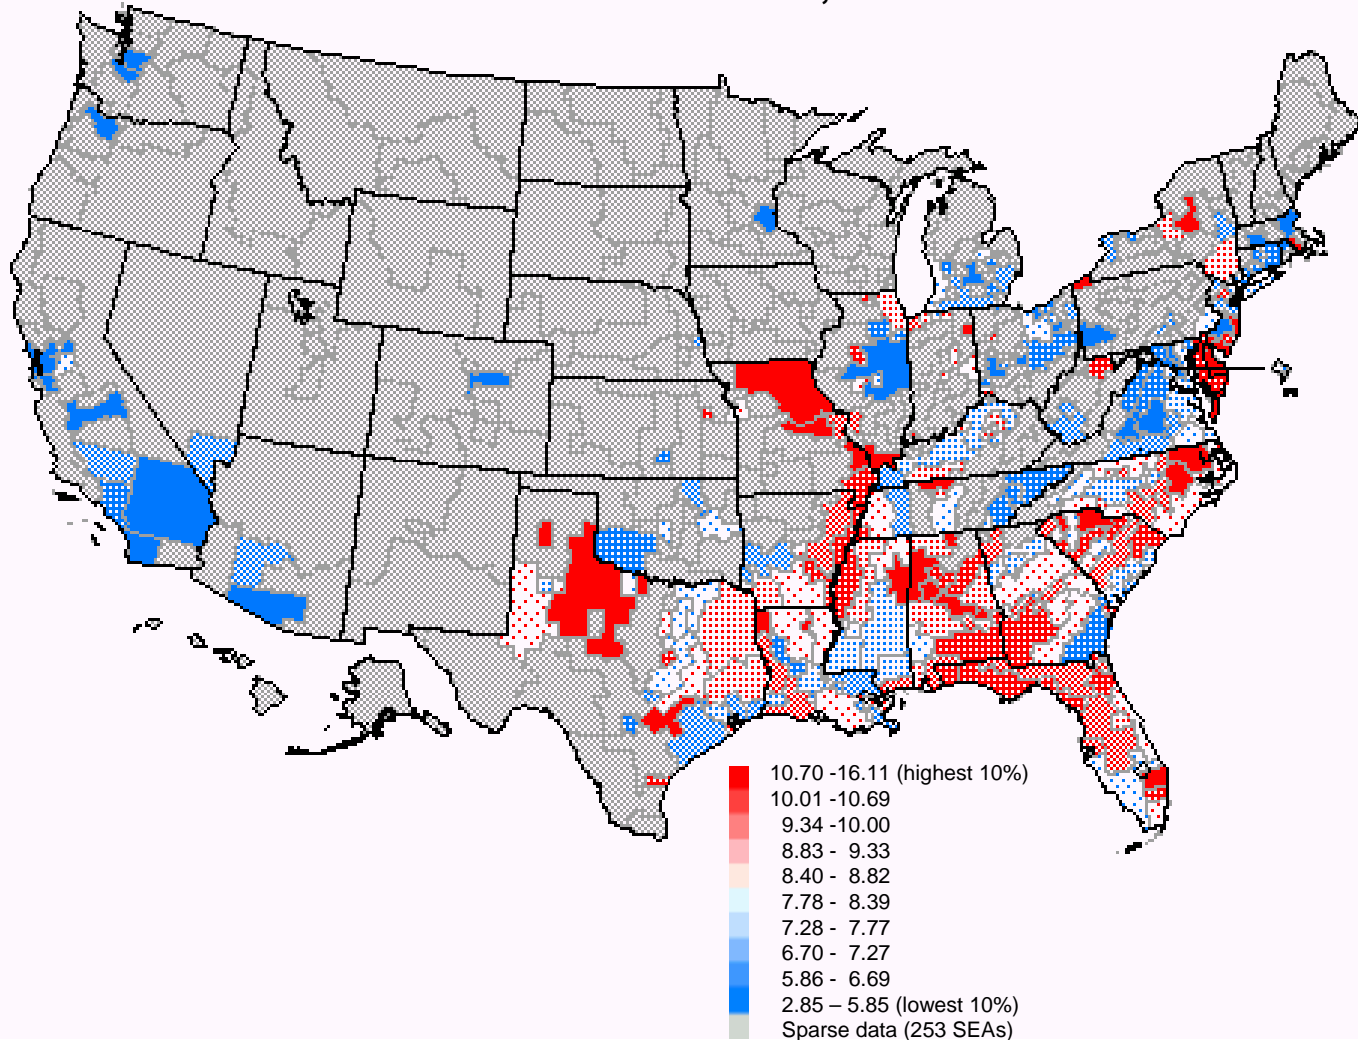 10.70 -16.11 (highest 10%)
10.01 -10.69
9.34 -10.00
8.83 - 9.33
8.40 - 8.82
7.78 - 8.39
7.28 - 7.77
6.70 - 7.27
5.86 - 6.69
2.85 – 5.85 (lowest 10%)
Sparse data (253 SEAs)